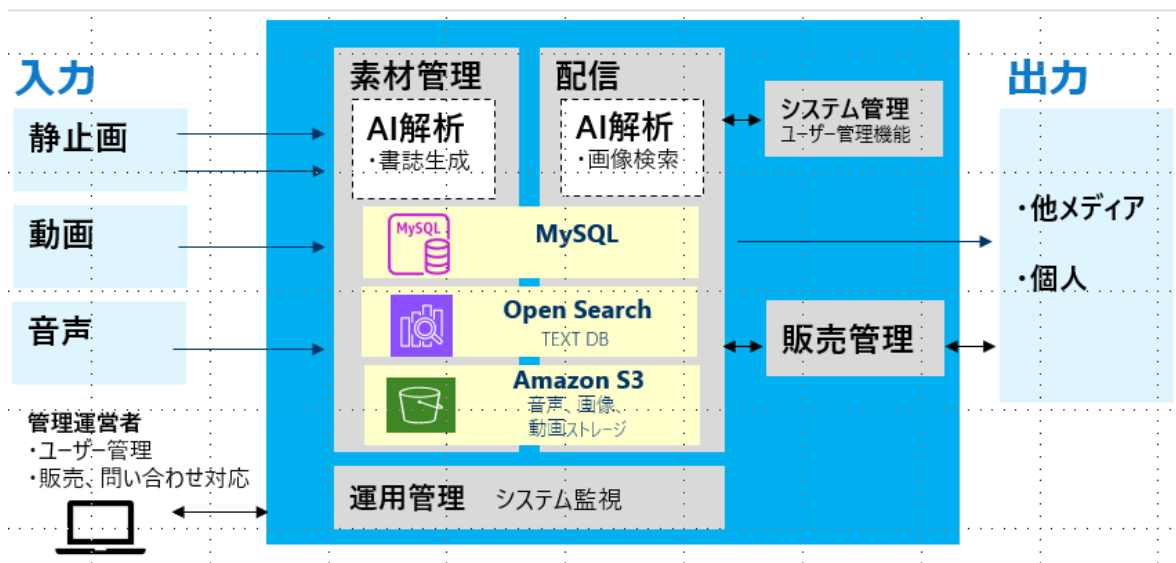 入力
静止画
動画
音声
管理運営者
・ユーザー管理
・販売、問い合わせ対応
素材管理
AI解析
・書誌生成
配信
AI解析
・画像検索
MySQL
MySQL
Open Search
TEXT DB
Amazon S3
音声、画像、
動画ストレージ
運用管理 システム監視
システム管理
ユーザー管理機能
販売管理
出力
・他メディア
・個人